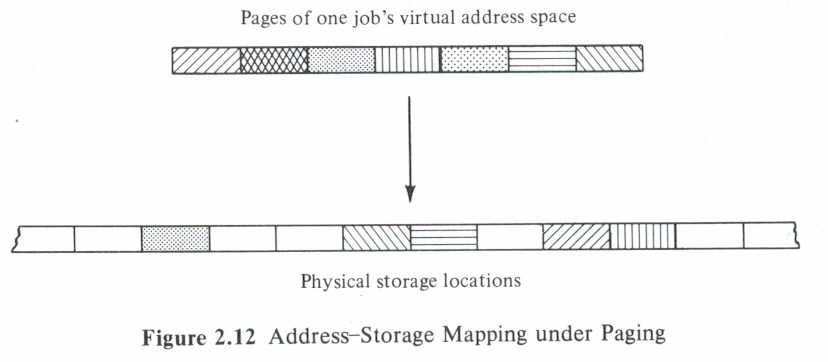 Pages of one job's virtual address space
Physical storage locations
Figure 2.12 Address–Storage Mapping under Paging